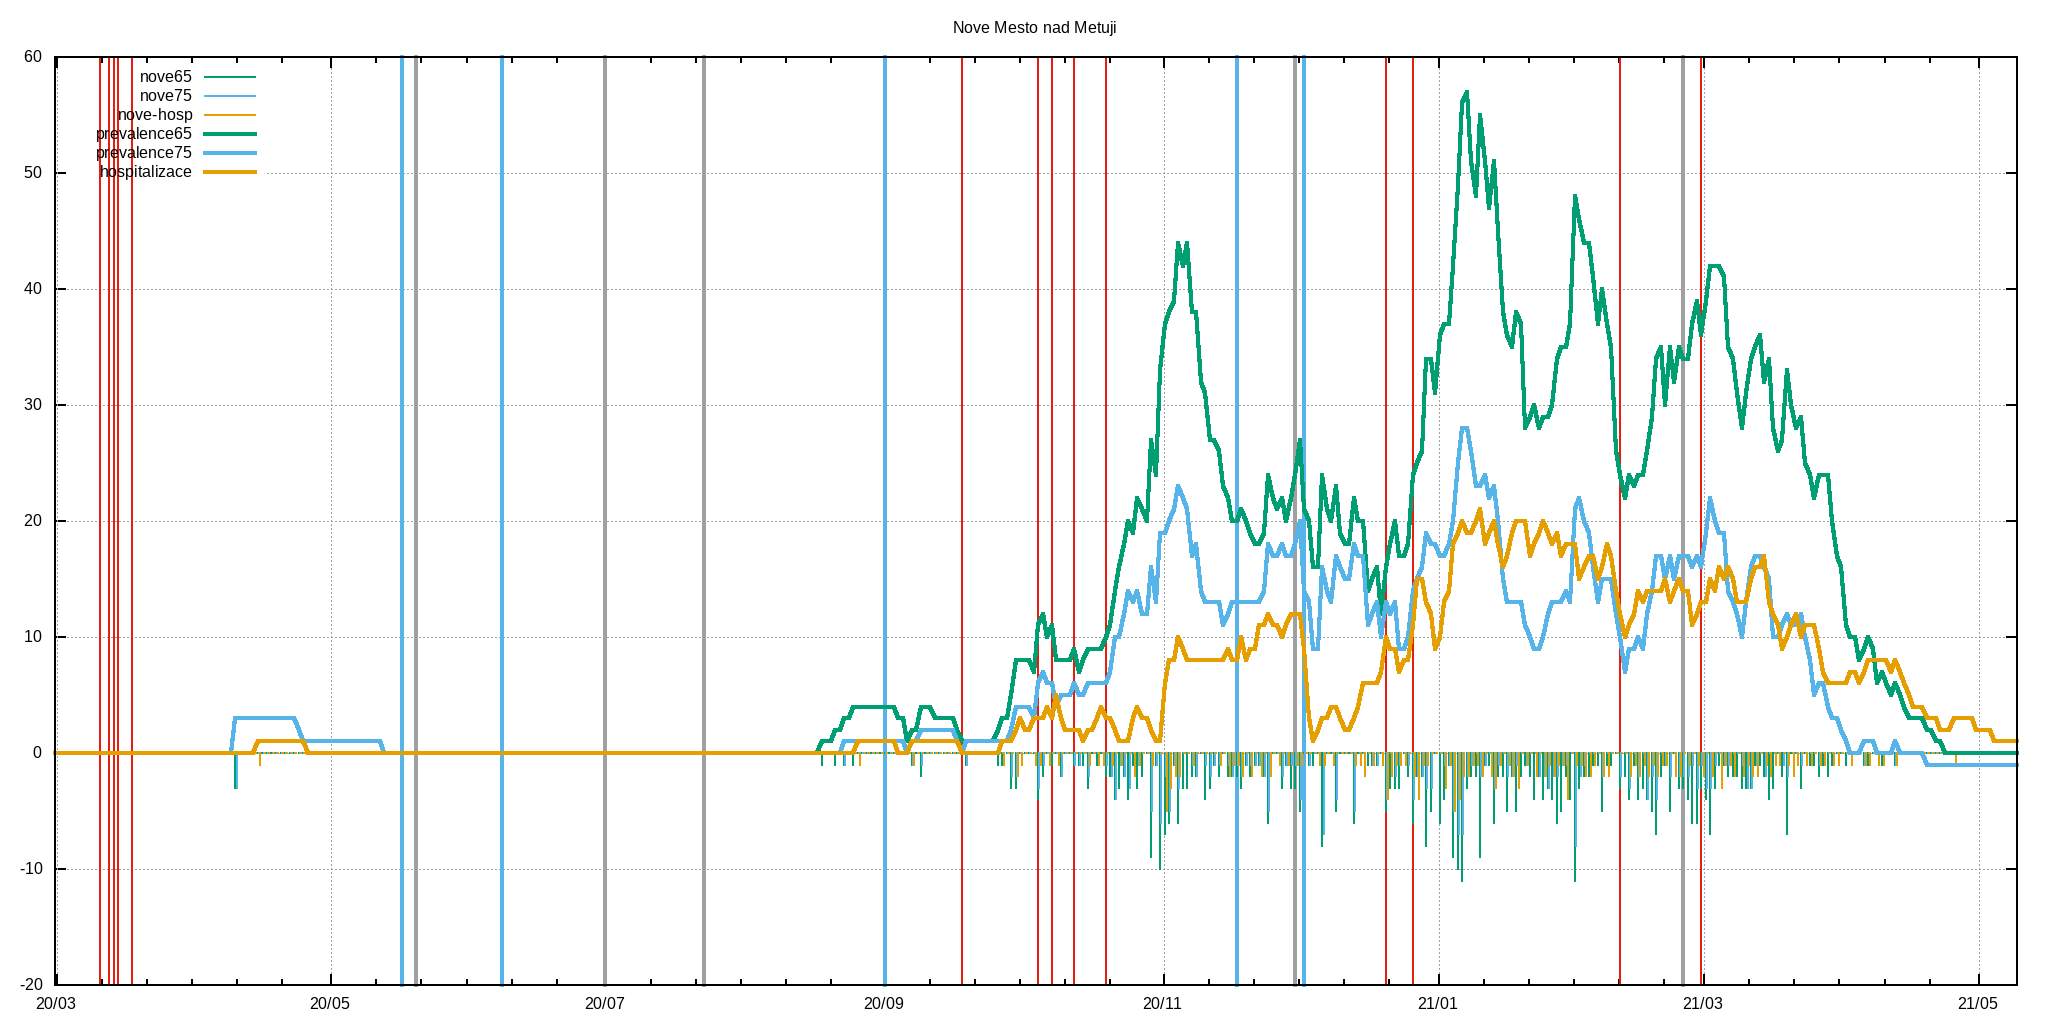 Nove Mesto nad Metuji
60
50
40
30
20
10
0
-10
-20
nove65
nove75
nove-hosp
prevalence65
prevalence75
hospitalizace
20/03 20/05 20/07 20/09 20/11 21/01 21/03 21/05